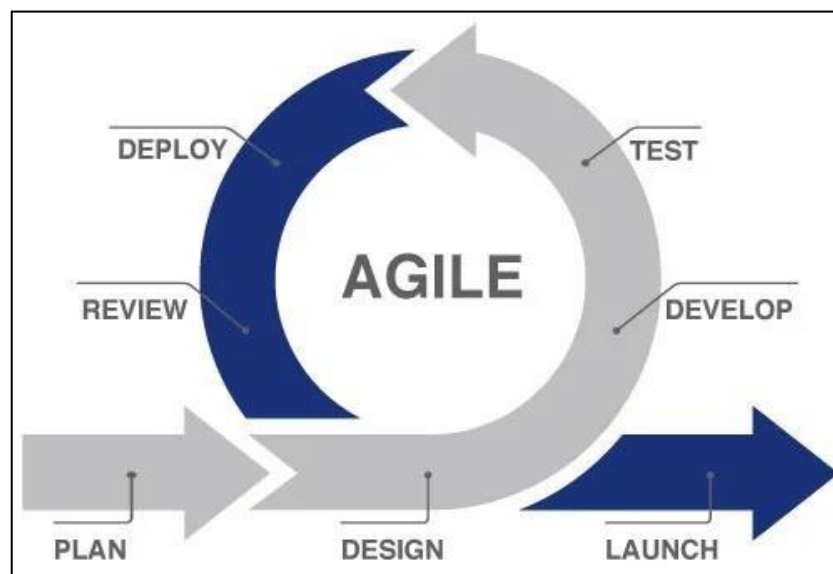 DEPLOY
TEST
AGILE
REVIEW
DEVELOP
PLAN
DESIGN
LAUNCH